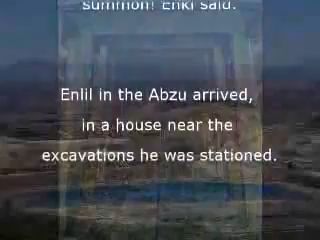 summon! Enki said.
Enlil in the Abzu arrived,
in a house near the
excavations he was stationed.